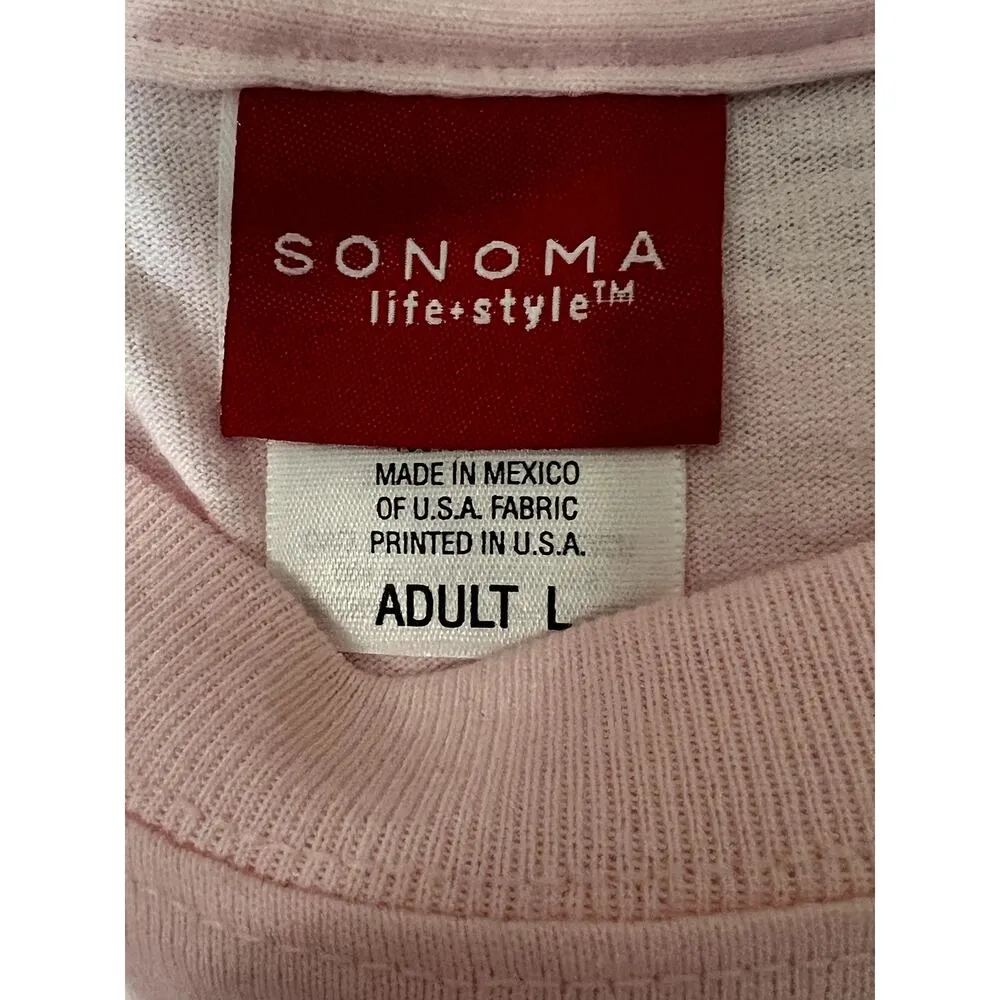 SONOMA
life+style™
MADE IN MEXICO
OF U.S.A. FABRIC
PRINTED IN U.S.A.
ADULT L